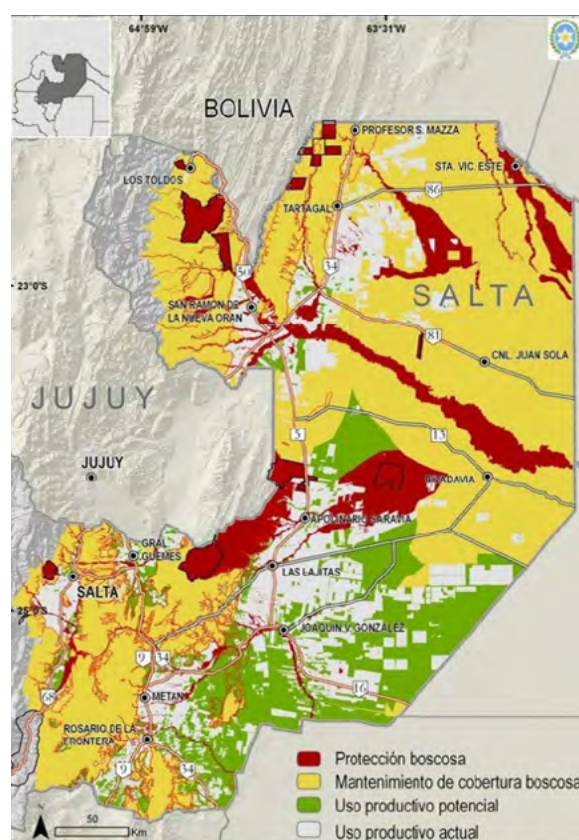 64°59'W
63°31'W
BOLIVIA
PROFESOR S. MAZZA
STA. VIC. ESTE
LOS TOLDOS
86
TARTAGAL
34
50
23°0'S
SALTA
SAN RAMON DE
LA NUEVA ORAN
81
CNL. JUAN SOLA
JUJUY
5
13
JUJUY
RIVADAVIA
APOLINARIO SARAVIA
GRAL
GUEMES
LAS LAJITAS
SALTA
25°0'S
JOAQUIN V. GONZÁLEZ
9
34
16
68
METAN
ROSARIO DE LA
FRONTERA
9
34
Protección boscosa
Mantenimiento de cobertura boscosa
Uso productivo potencial
Uso productivo actual
N
50
Km